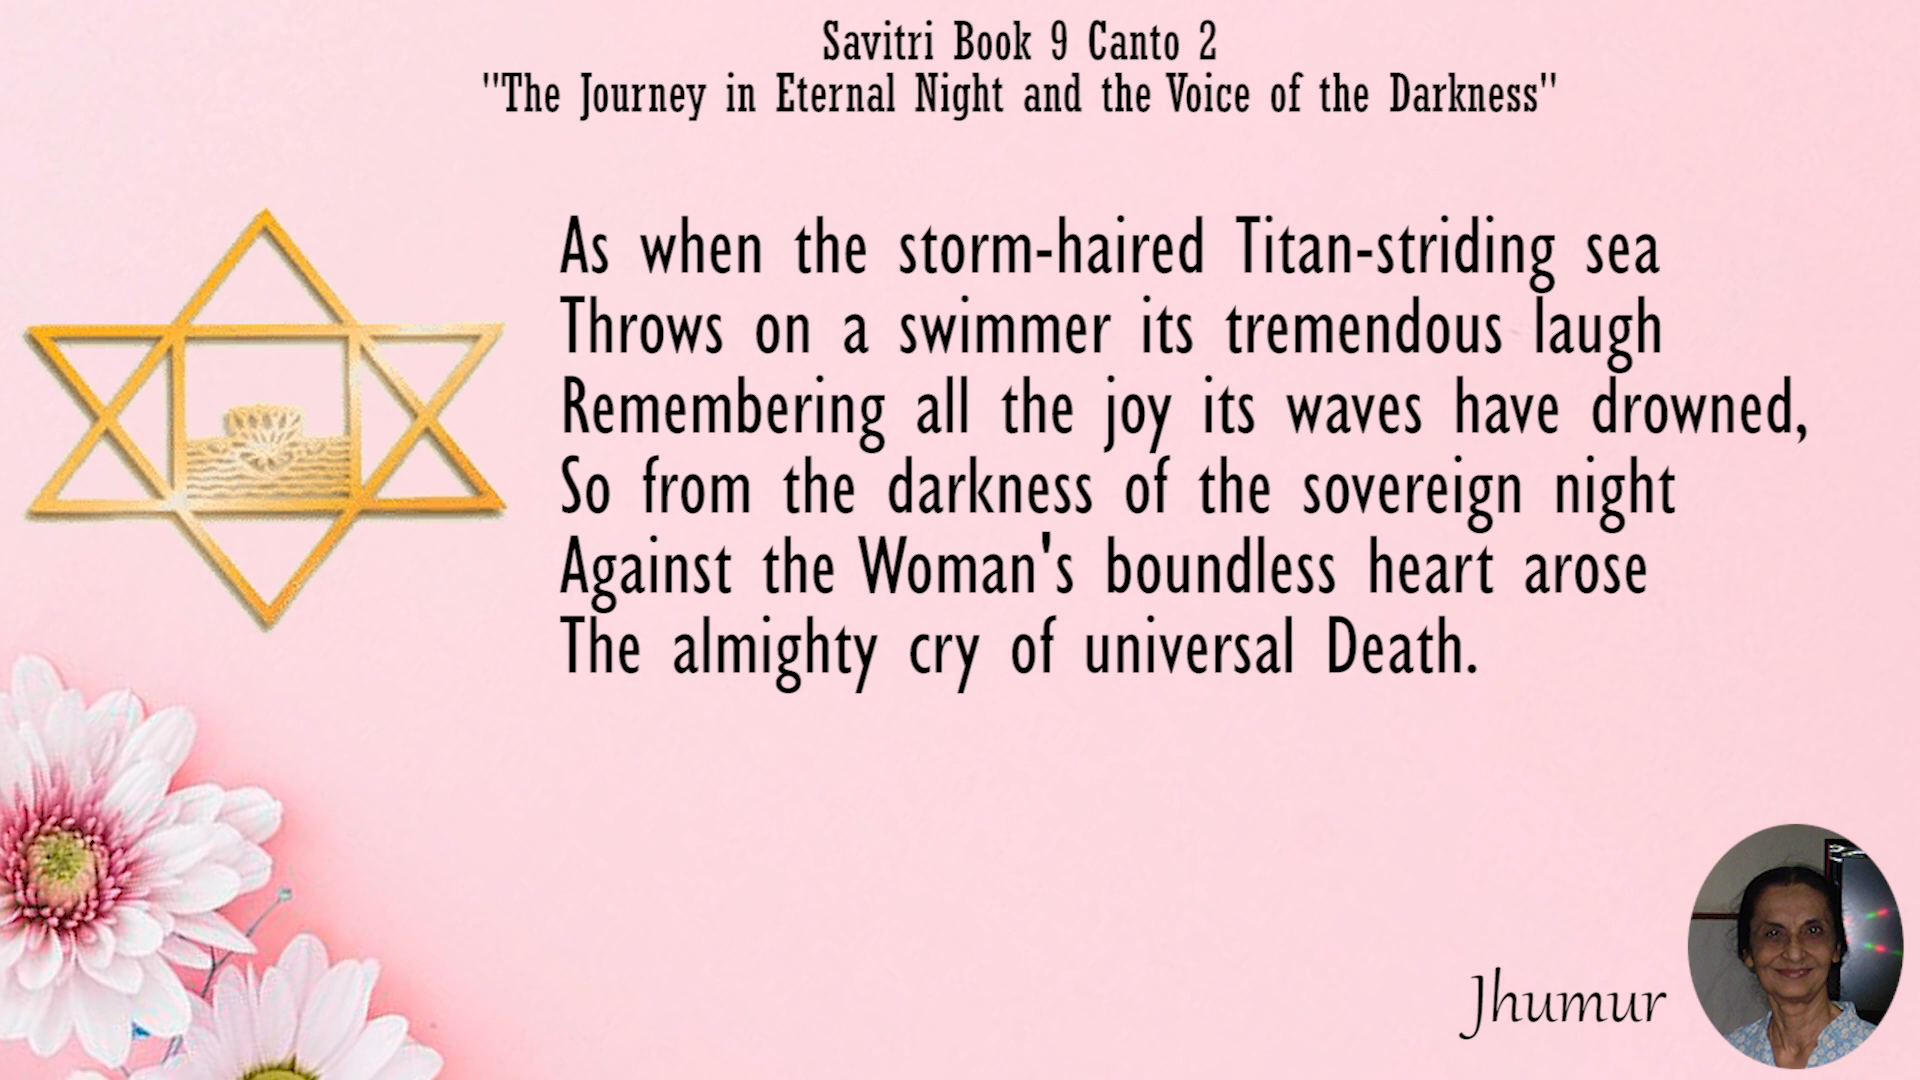 Savitri Book 9 Canto 2
"The Journey in Eternal Night and the Voice of the Darkness"
As when the storm-haired Titan-striding sea
Throws on a swimmer its tremendous laugh
Remembering all the joy its waves have drowned,
So from the darkness of the sovereign night
Against the Woman's boundless heart arose
The almighty cry of universal Death.
Jhumur